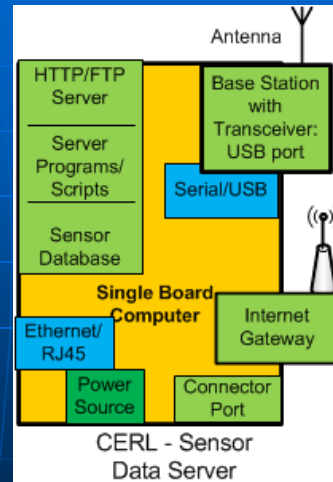 Antenna
HTTP/FTP
Server
Server
Programs/
Scripts
Sensor
Database
Base Station
with
Transceiver:
USB port
Serial/USB
Single Board
Computer
Ethernet/
RJ45
Internet
Gateway
Power
Source
Connector
Port
CERL - Sensor
Data Server